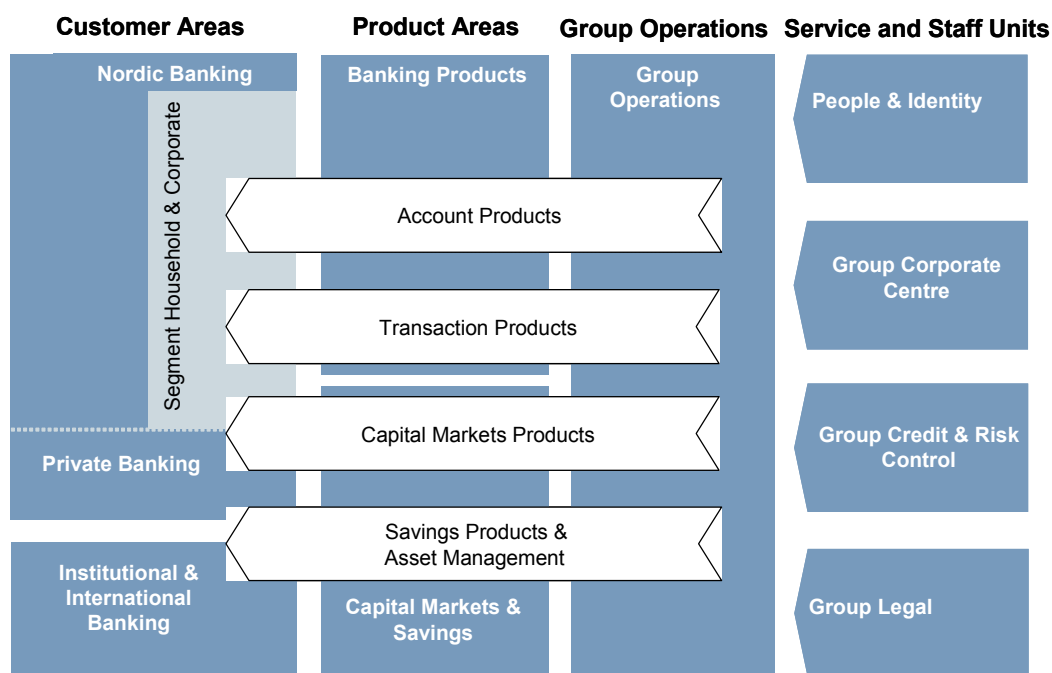 Customer Areas
Product Areas
Group Operations
Service and Staff Units
Nordic Banking
Segment Household & Corporate
Private Banking
Institutional &
International
Banking
Banking Products
Capital Markets &
Savings
Group
Operations
Account Products
Transaction Products
Capital Markets Products
Savings Products &
Asset Management
People & Identity
Group Corporate
Centre
Group Credit & Risk
Control
Group Legal